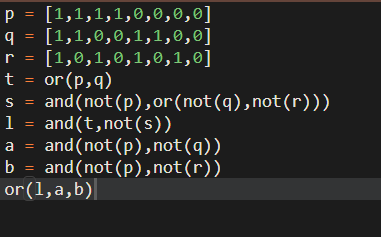 p = [1,1,1,1,0,0,0,0]
q = [1,1,0,0,1,1,0,0]
r = [1,0,1,0,1,0,1,0]
t = or(p,q)
s = and(not(p),or(not(q),not(r)))
l = and(t,not(s))
a = and(not(p),not(q))
b = and(not(p),not(r))
or(l,a,b)